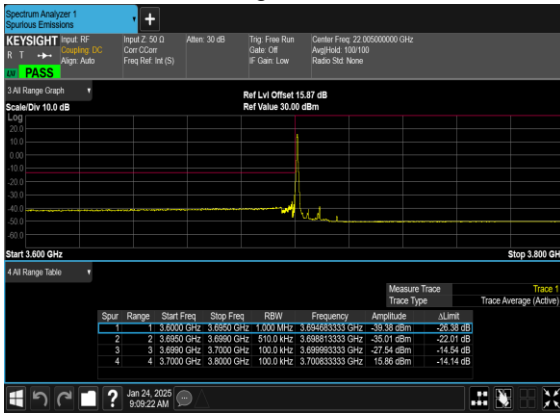 Spectrum Analyzer 1
Spurious Emissions
+
KEYSIGHT Input: RF Input Z: 50 Ω Atten: 30 dB Trig: Free Run Center Freq: 22.005000000 GHz
R T Coupling: DC Corr CCorr Gate: Off Avg|Hold: 100/100
Align: Auto Freq Ref: Int (S) IF Gain: Low Radio Std: None
PASS
3 All Range Graph
Ref Lvl Offset 15.87 dB
Scale/Div 10.0 dB Ref Value 30.00 dBm
Log
20.0
10.0
0.00
-10.0
-20.0
-30.0
-40.0
-50.0
-60.0
Start 3.600 GHz Stop 3.800 GH
4 All Range Table
Measure Trace Trace 1
Trace Type Trace Average (Active)
Spur Range Start Freq Stop Freq RBW Frequency Amplitude ΔLimit
1 1 3.6000 GHz 3.6950 GHz 1.000 MHz 3.694683333 GHz -39.38 dBm -26.38 dB
2 2 3.6950 GHz 3.6990 GHz 510.0 kHz 3.698813333 GHz -35.01 dBm -22.01 dB
3 3 3.6990 GHz 3.7000 GHz 100.0 kHz 3.699993333 GHz -27.54 dBm -14.54 dB
4 4 3.7000 GHz 3.8000 GHz 100.0 kHz 3.700833333 GHz 15.86 dBm -14.14 dB
? Jan 24, 2025
9:09:22 AM